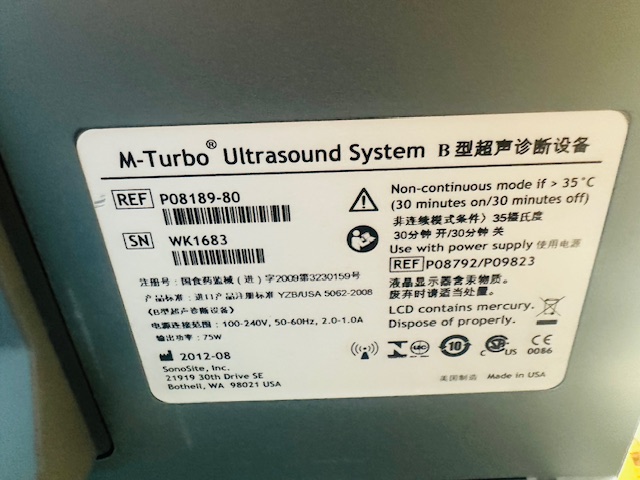 M-Turbo® Ultrasound System B型超声诊断设备
REF P08189-80
SN WK1683
注册号: 国食药监械(进)字2009第3230159号
产品标准: 进口产品注册标准 YZB/USA 5062-2008
《B型超声诊断设备》
电源连接范围: 100-240V, 50-60Hz, 2.0-1.0A
输出功率: 75W
2012-08
SonoSite, Inc.
21919 30th Drive SE
Bothell, WA 98021 USA
Non-continuous mode if > 35˚C
(30 minutes on/30 minutes off)
非连续模式条件〉35摄氏度
30分钟 开/30分钟 关
Use with power supply 使用电源
REF P08792/P09823
液晶显示器含汞物质。
废弃时请适当处置。
LCD contains mercury.
Dispose of properly.
10
C US
CE
0086
美国制造 Made in USA